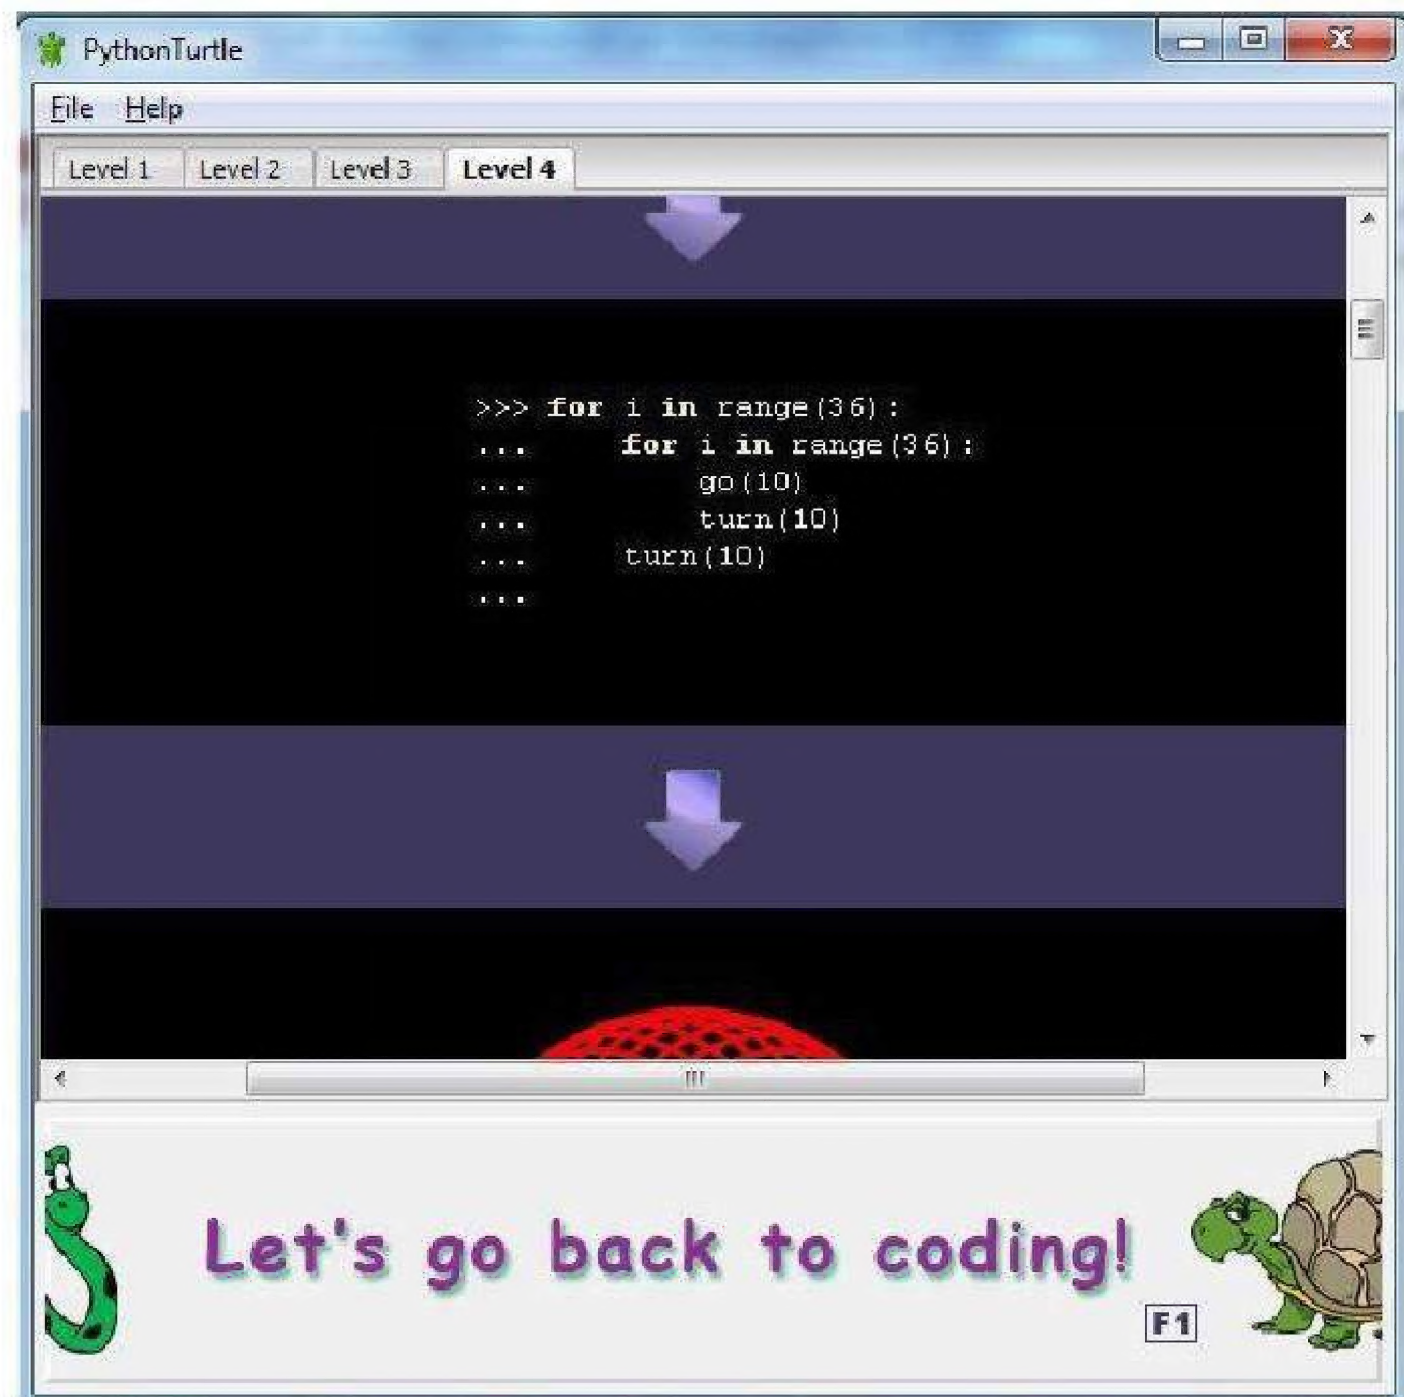 PythonTurtle
File Help
Level 1 Level 2 Level 3 Level 4
>>> for i in range(36):
...     for i in range(36):
...         go(10)
...         turn(10)
...     turn(10)
...
Let's go back to coding!
F1